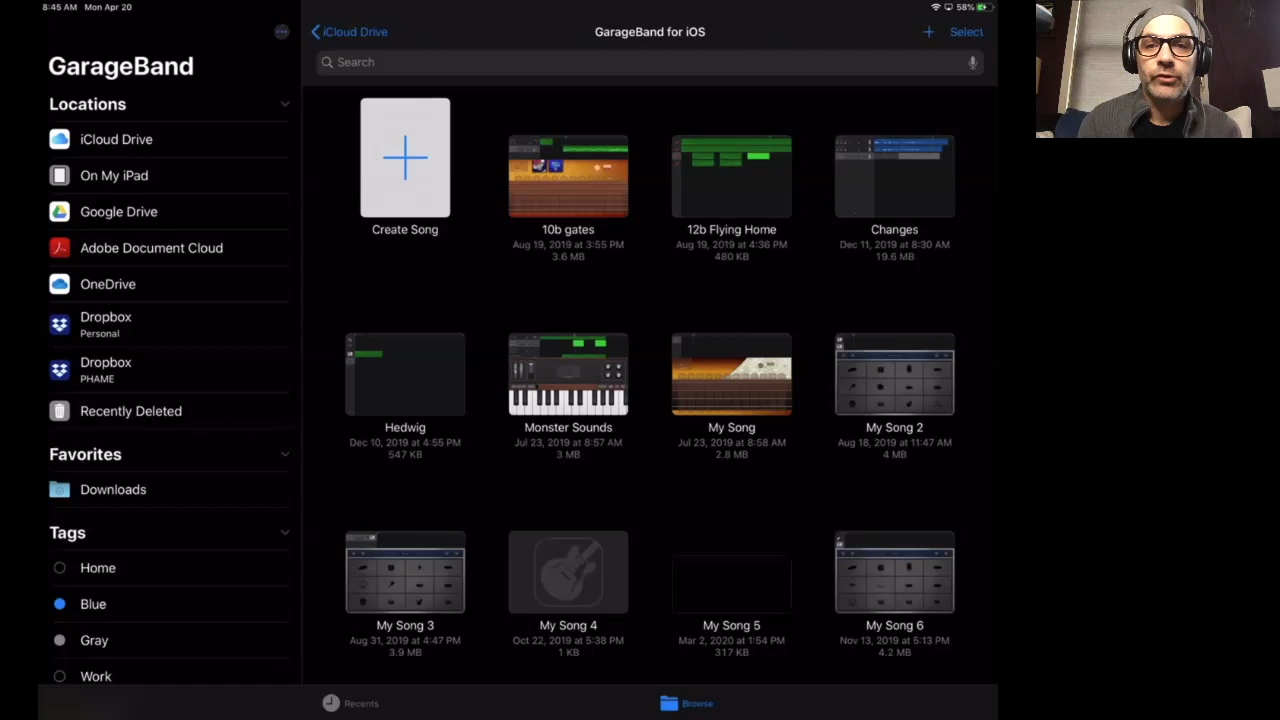 8:45 AM Mon Apr 20
58%
GarageBand
Locations
iCloud Drive
On My iPad
Google Drive
Adobe Document Cloud
OneDrive
Dropbox
Personal
Dropbox
PHAME
Recently Deleted
Favorites
Downloads
Tags
Home
Blue
Gray
Work
iCloud Drive
GarageBand for iOS
Select
Search
Create Song
10b gates
Aug 19, 2019 at 3:55 PM
3.6 MB
12b Flying Home
Aug 19, 2019 at 4:36 PM
480 KB
Changes
Dec 11, 2019 at 8:30 AM
19.6 MB
Hedwig
Dec 10, 2019 at 4:55 PM
547 KB
Monster Sounds
Jul 23, 2019 at 8:57 AM
3 MB
My Song
Jul 23, 2019 at 8:58 AM
2.8 MB
My Song 2
Aug 18, 2019 at 11:47 AM
4 MB
My Song 3
Aug 31, 2019 at 4:47 PM
3.9 MB
My Song 4
Oct 22, 2019 at 5:38 PM
1 KB
My Song 5
Mar 2, 2020 at 1:54 PM
317 KB
My Song 6
Nov 13, 2019 at 5:13 PM
4.2 MB
Recents
Browse